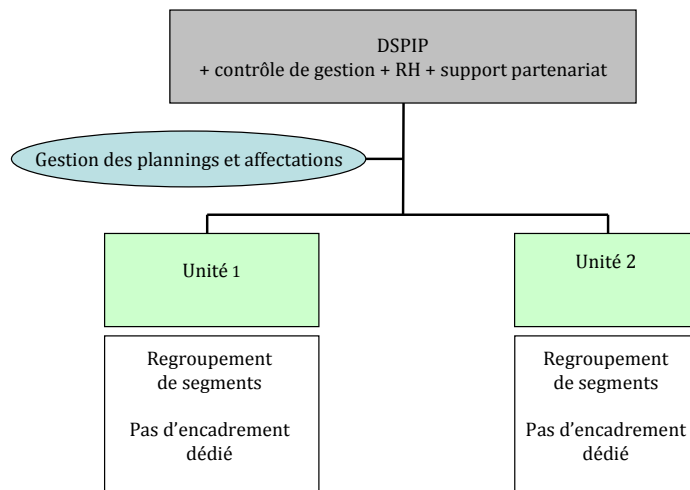 DSPIP
+ contrôle de gestion + RH + support partenariat
Gestion des plannings et affectations
Unité 1
Unité 2
Regroupement
de segments
Pas d’encadrement
dédié
Regroupement
de segments
Pas d’encadrement
dédié